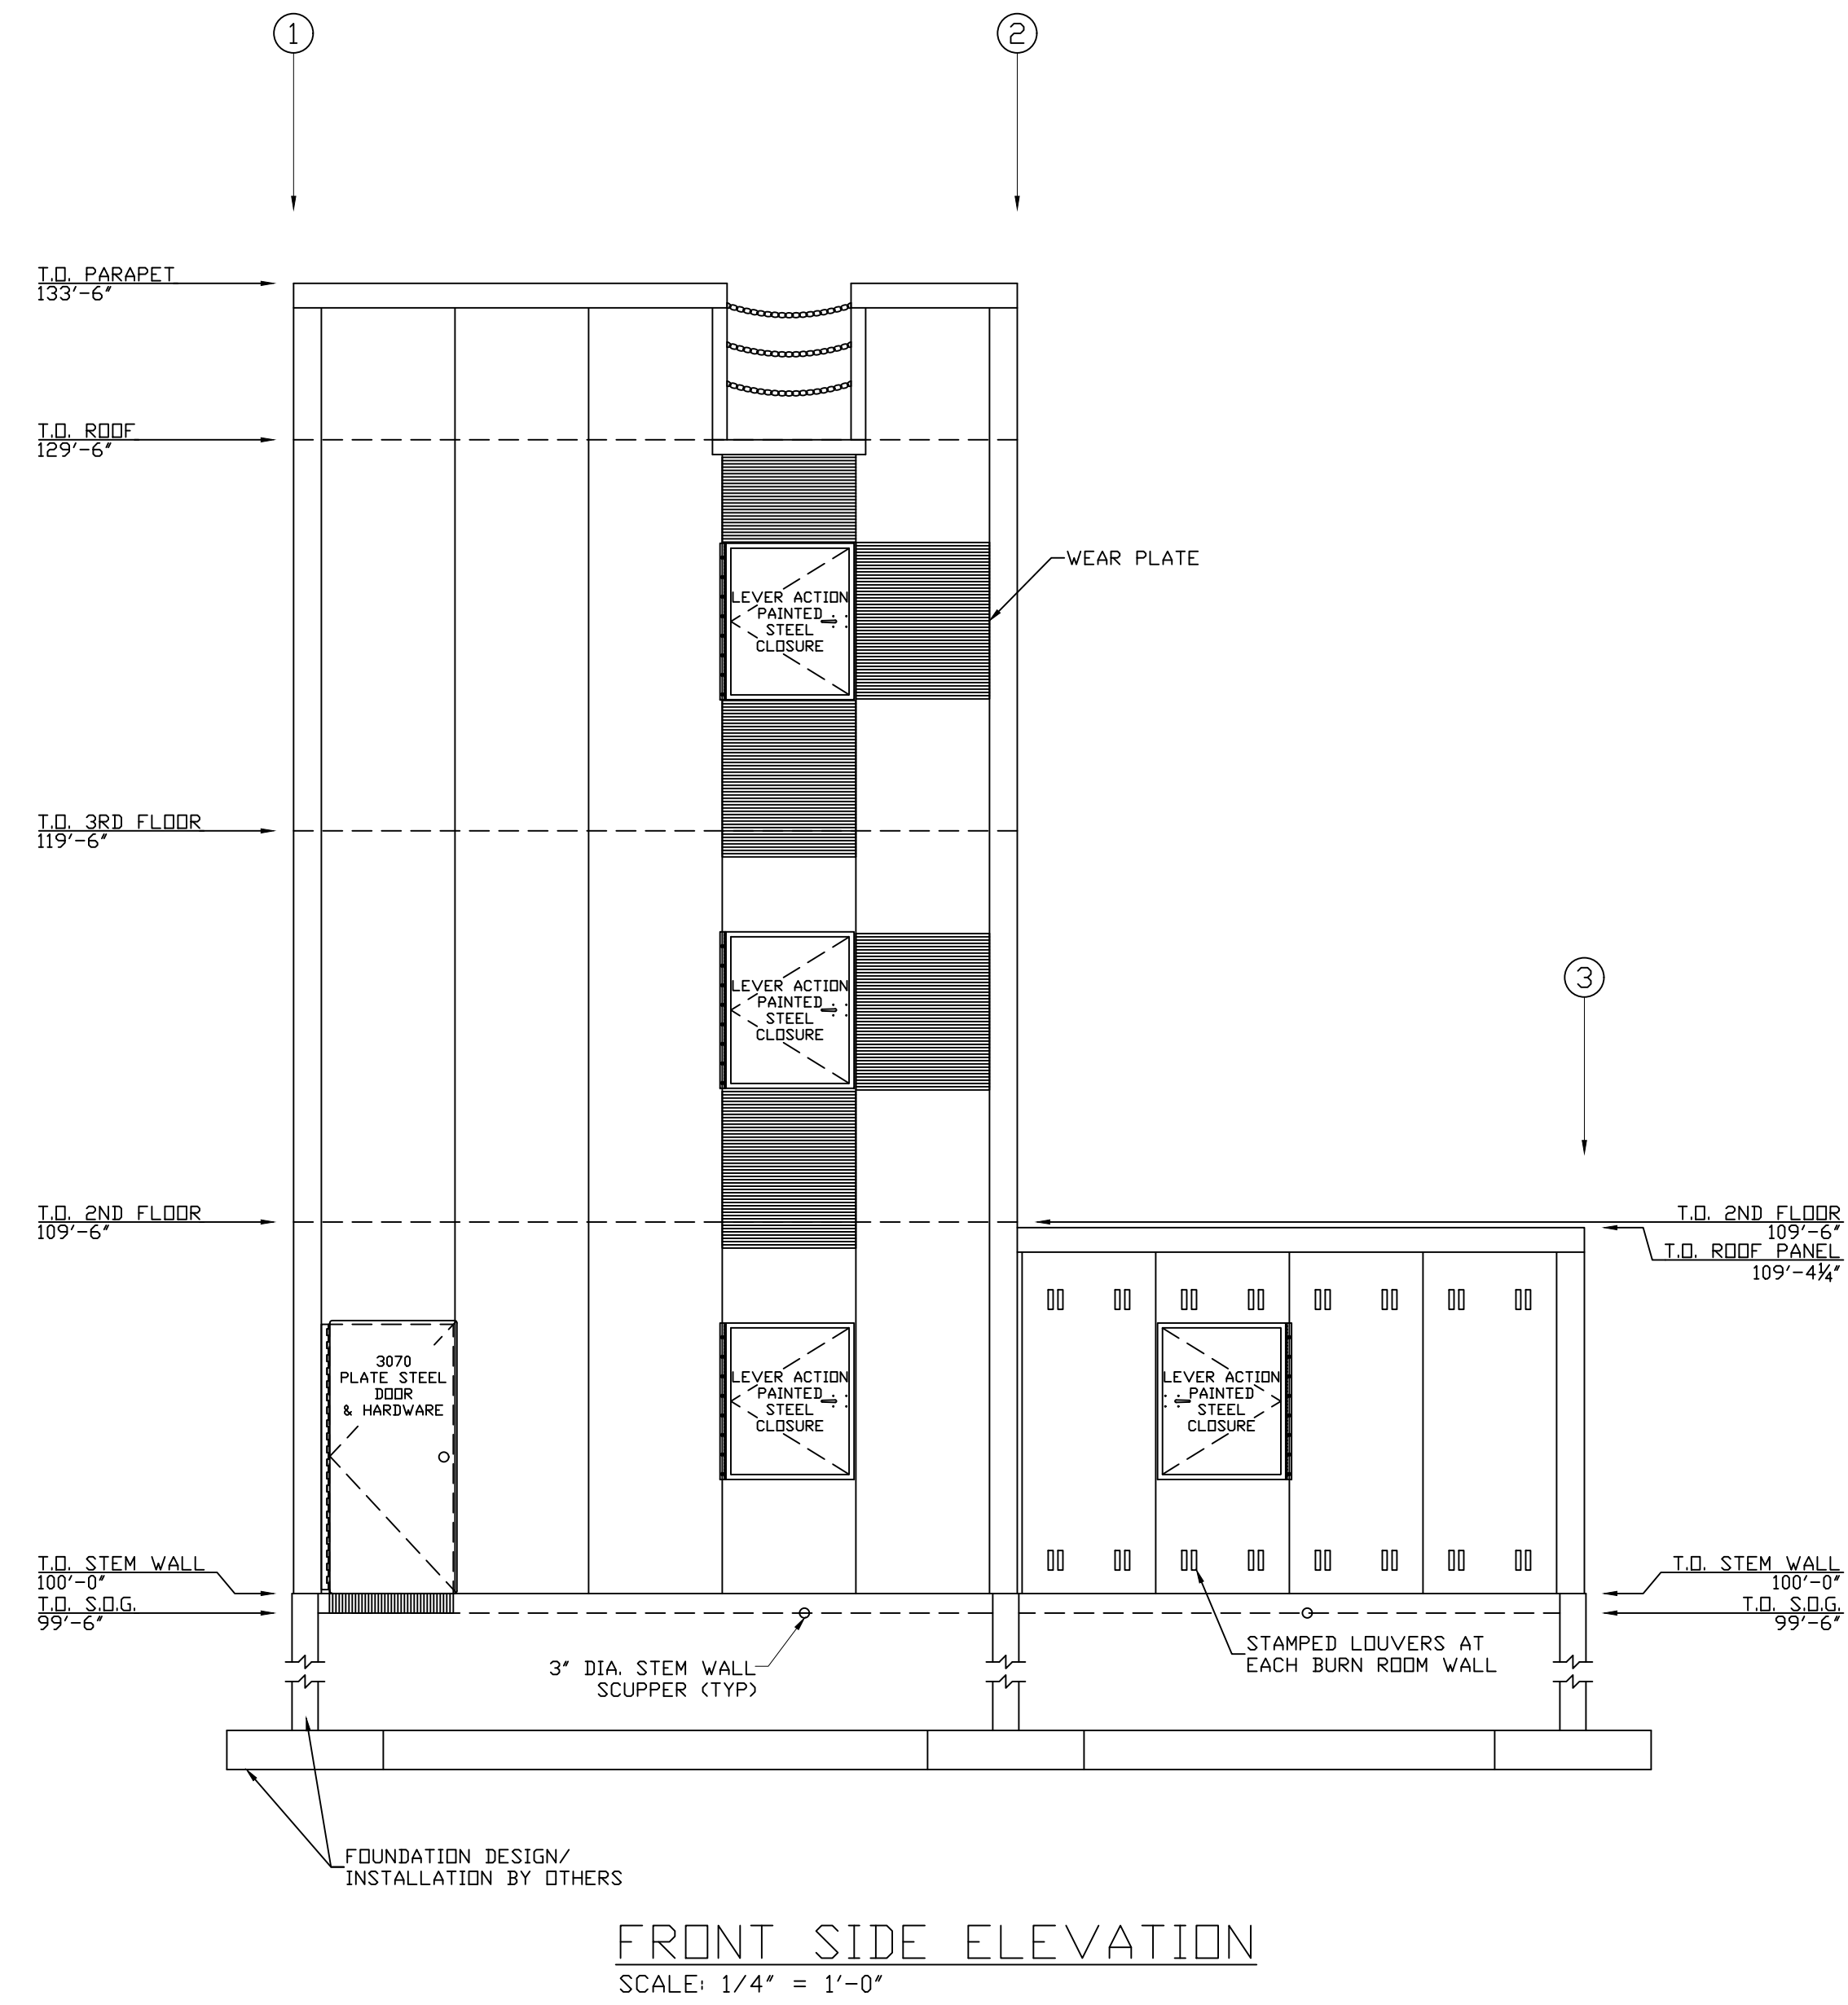 1
2
T.O. PARAPET
133'-6"
T.O. ROOF
129'-6"
WEAR PLATE
LEVER ACTION
PAINTED
STEEL
CLOSURE
T.O. 3RD FLOOR
119'-6"
3
LEVER ACTION
PAINTED
STEEL
CLOSURE
T.O. 2ND FLOOR
109'-6"
T.O. 2ND FLOOR
109'-6"
T.O. ROOF PANEL
109'-4¼"
3070
PLATE STEEL
DOOR
& HARDWARE
LEVER ACTION
PAINTED
STEEL
CLOSURE
LEVER ACTION
PAINTED
STEEL
CLOSURE
T.O. STEM WALL
100'-0"
T.O. S.O.G.
99'-6"
T.O. STEM WALL
100'-0"
T.O. S.O.G.
99'-6"
3" DIA. STEM WALL
SCUPPER (TYP)
STAMPED LOUVERS AT
EACH BURN ROOM WALL
FOUNDATION DESIGN/
INSTALLATION BY OTHERS
FRONT SIDE ELEVATION
SCALE: 1/4" = 1'-0"